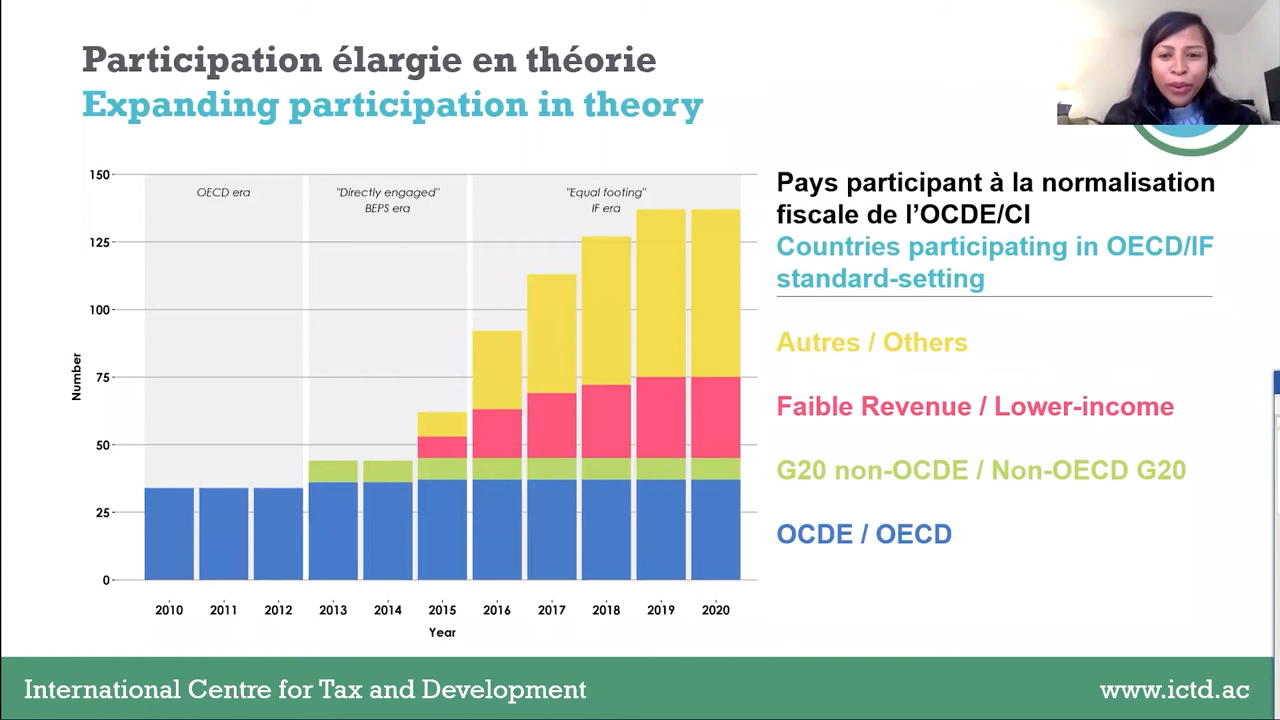 Participation élargie en théorie
Expanding participation in theory
150
125
100
75
50
25
0
Number
OECD era
"Directly engaged"
BEPS era
"Equal footing"
IF era
2010 2011 2012 2013 2014 2015 2016 2017 2018 2019 2020
Year
Pays participant à la normalisation
fiscale de l’OCDE/CI
Countries participating in OECD/IF
standard-setting
Autres / Others
Faible Revenue / Lower-income
G20 non-OCDE / Non-OECD G20
OCDE / OECD
International Centre for Tax and Development
www.ictd.ac